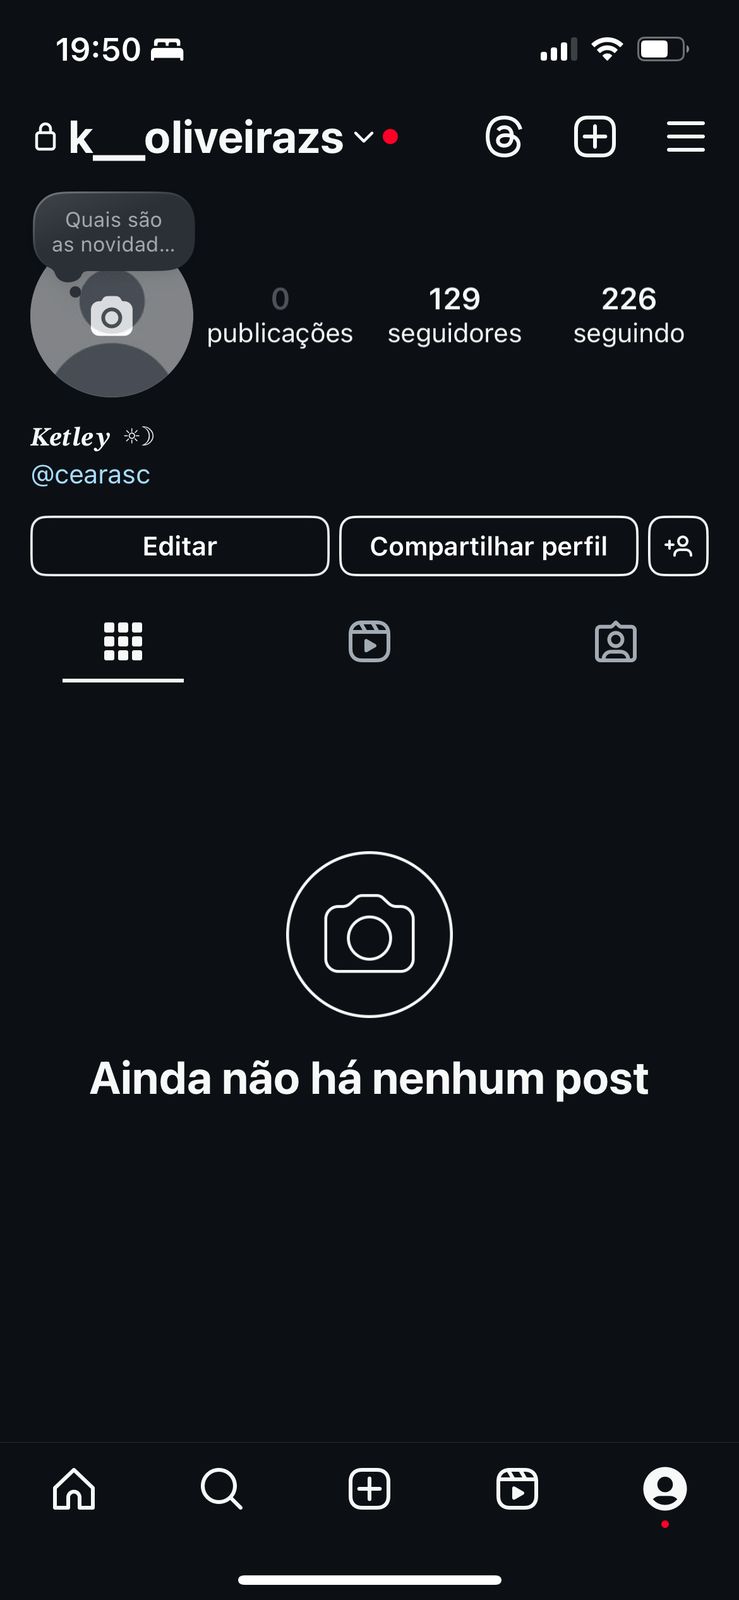 19:50
k__oliveirazs
Quais são
as novidad...
0
publicações
129
seguidores
226
seguindo
𝑲𝒆𝒕𝒍𝒆𝒚 ☼☽
@cearasc
Editar
Compartilhar perfil
Ainda não há nenhum post